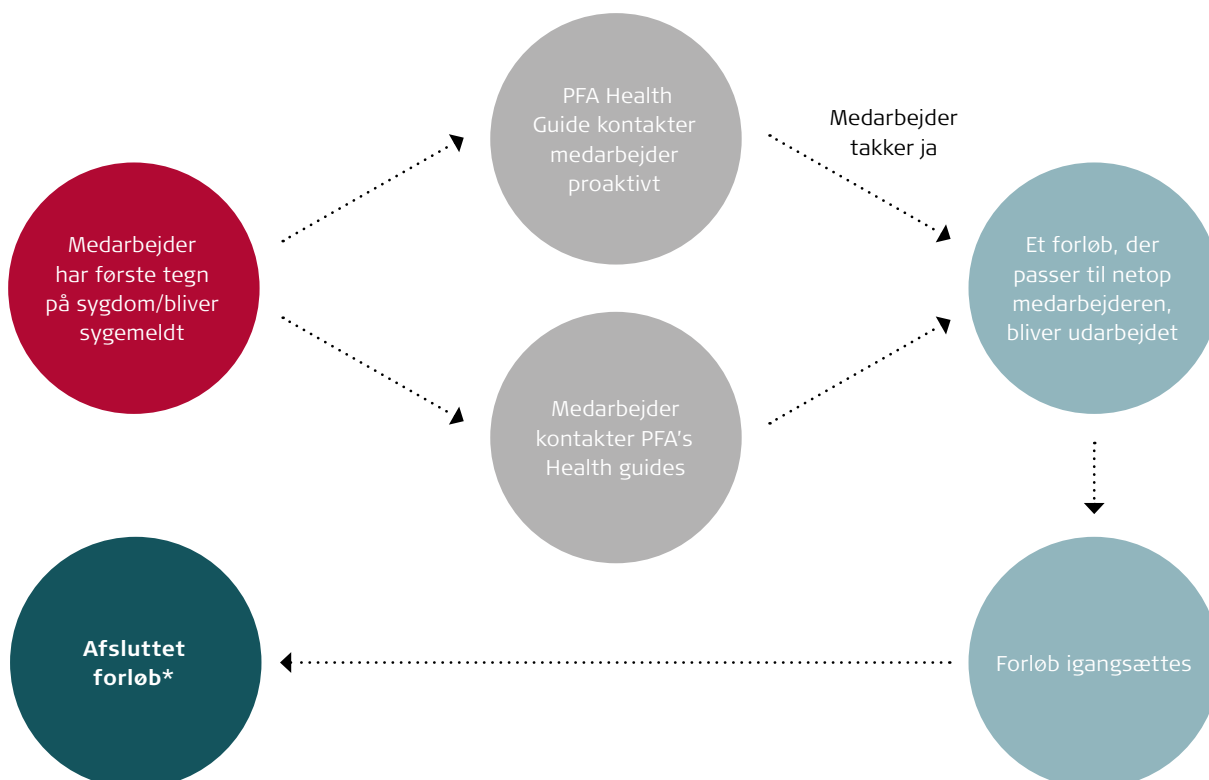 PFA Health
Guide kontakter
medarbejder
proaktivt
Medarbejder
takker ja
Medarbejder
har første tegn
på sygdom/bliver
sygemeldt
Et forløb, der
passer til netop
medarbejderen,
bliver udarbejdet
Medarbejder
kontakter PFA's
Health guides
Afsluttet
forløb*
Forløb igangsættes